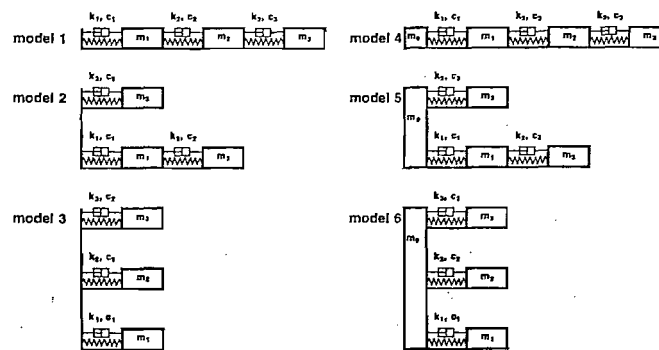 k₁, c₁ k₂, c₂ k₃, c₃
model 1 m₁ m₂ m₃
k₁, c₁ k₂, c₂ k₃, c₃
model 4 m₀ m₁ m₂ m₃
model 2 k₃, c₃
m₃
k₁, c₁ k₂, c₂
m₁ m₂
model 5 k₃, c₃
m₀ m₃
k₁, c₁ k₂, c₂
m₁ m₂
model 3 k₃, c₃
m₃
k₂, c₂
m₂
k₁, c₁
m₁
model 6 k₃, c₃
m₀ m₃
k₂, c₂
m₂
k₁, c₁
m₁